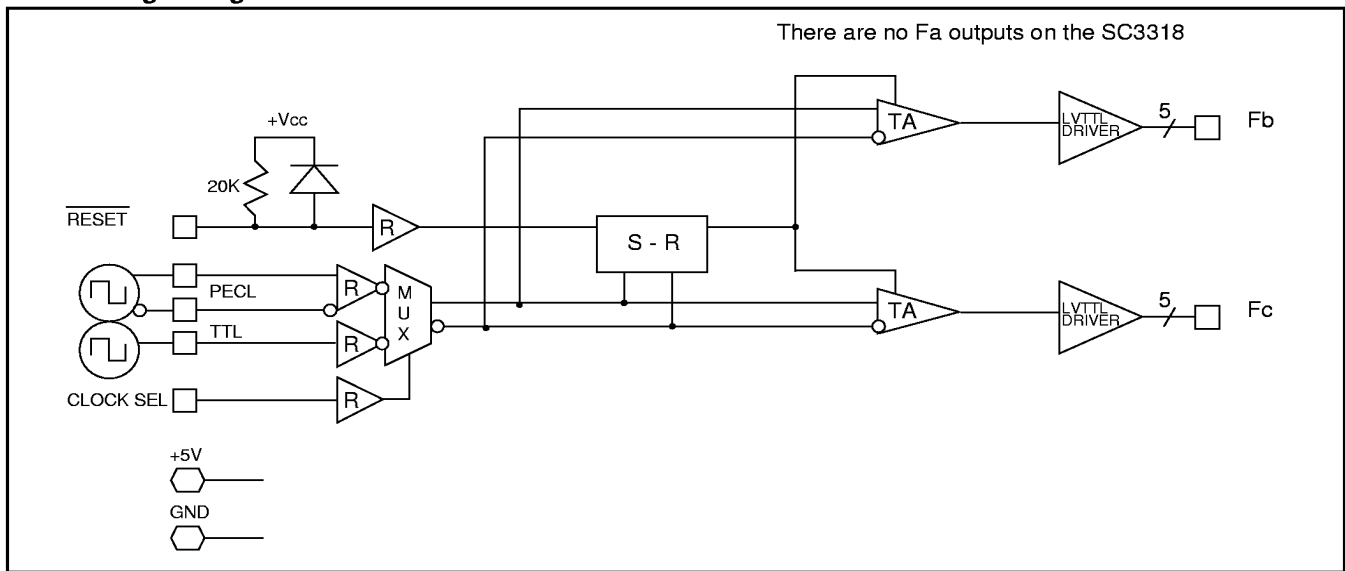 There are no Fa outputs on the SC3318
+Vcc
20K
RESET
R
S - R
TA
LVTTL
DRIVER
5
Fb
PECL
R
MUX
TA
LVTTL
DRIVER
5
Fc
TTL
R
CLOCK SEL
R
+5V
GND